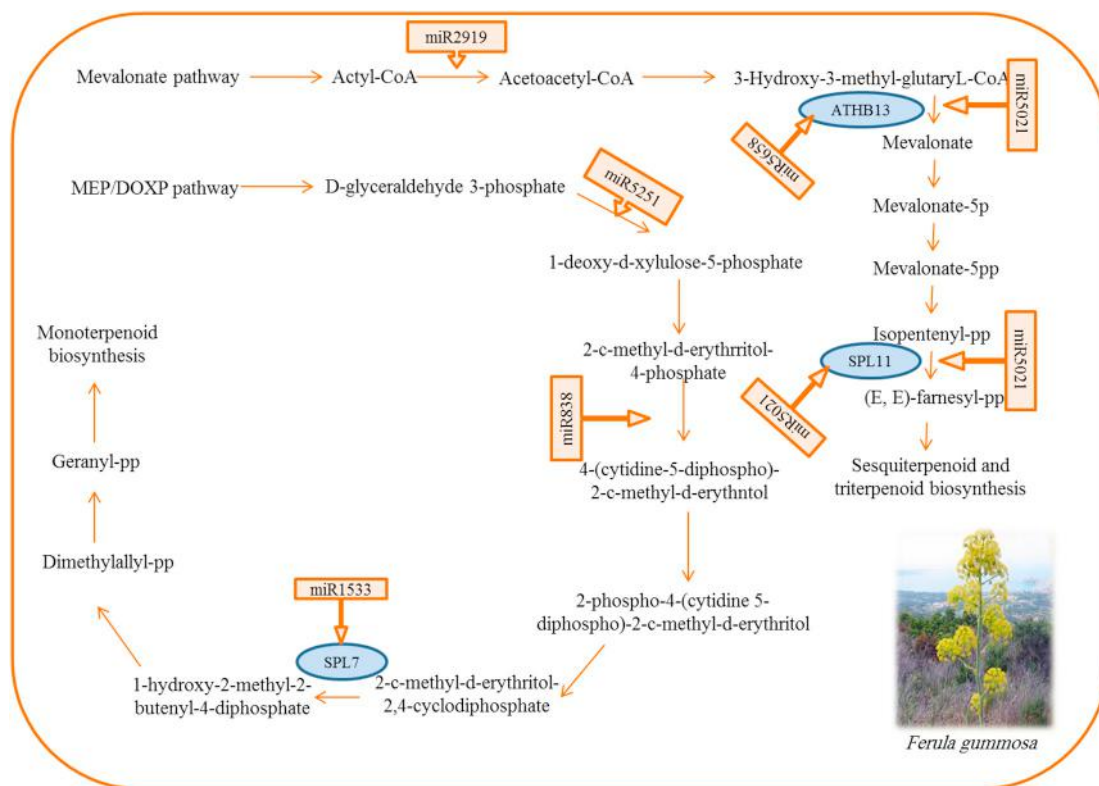 miR2919
Mevalonate pathway
Actyl-CoA
Acetoacetyl-CoA
3-Hydroxy-3-methyl-glutaryL-CoA
miR5021
ATHB13
miR5658
Mevalonate
MEP/DOXP pathway
D-glyceraldehyde 3-phosphate
miR5251
Mevalonate-5p
1-deoxy-d-xylulose-5-phosphate
Mevalonate-5pp
Monoterpenoid
biosynthesis
2-c-methyl-d-erythrritol-
4-phosphate
Isopentenyl-pp
miR5021
SPL11
miR5021
(E, E)-farnesyl-pp
miR838
Geranyl-pp
4-(cytidine-5-diphospho)-
2-c-methyl-d-erythntol
Sesquiterpenoid and
triterpenoid biosynthesis
Dimethylallyl-pp
miR1533
2-phospho-4-(cytidine 5-
diphospho)-2-c-methyl-d-erythritol
SPL7
1-hydroxy-2-methyl-2-
butenyl-4-diphosphate
2-c-methyl-d-erythritol-
2,4-cyclodiphosphate
Ferula gummosa